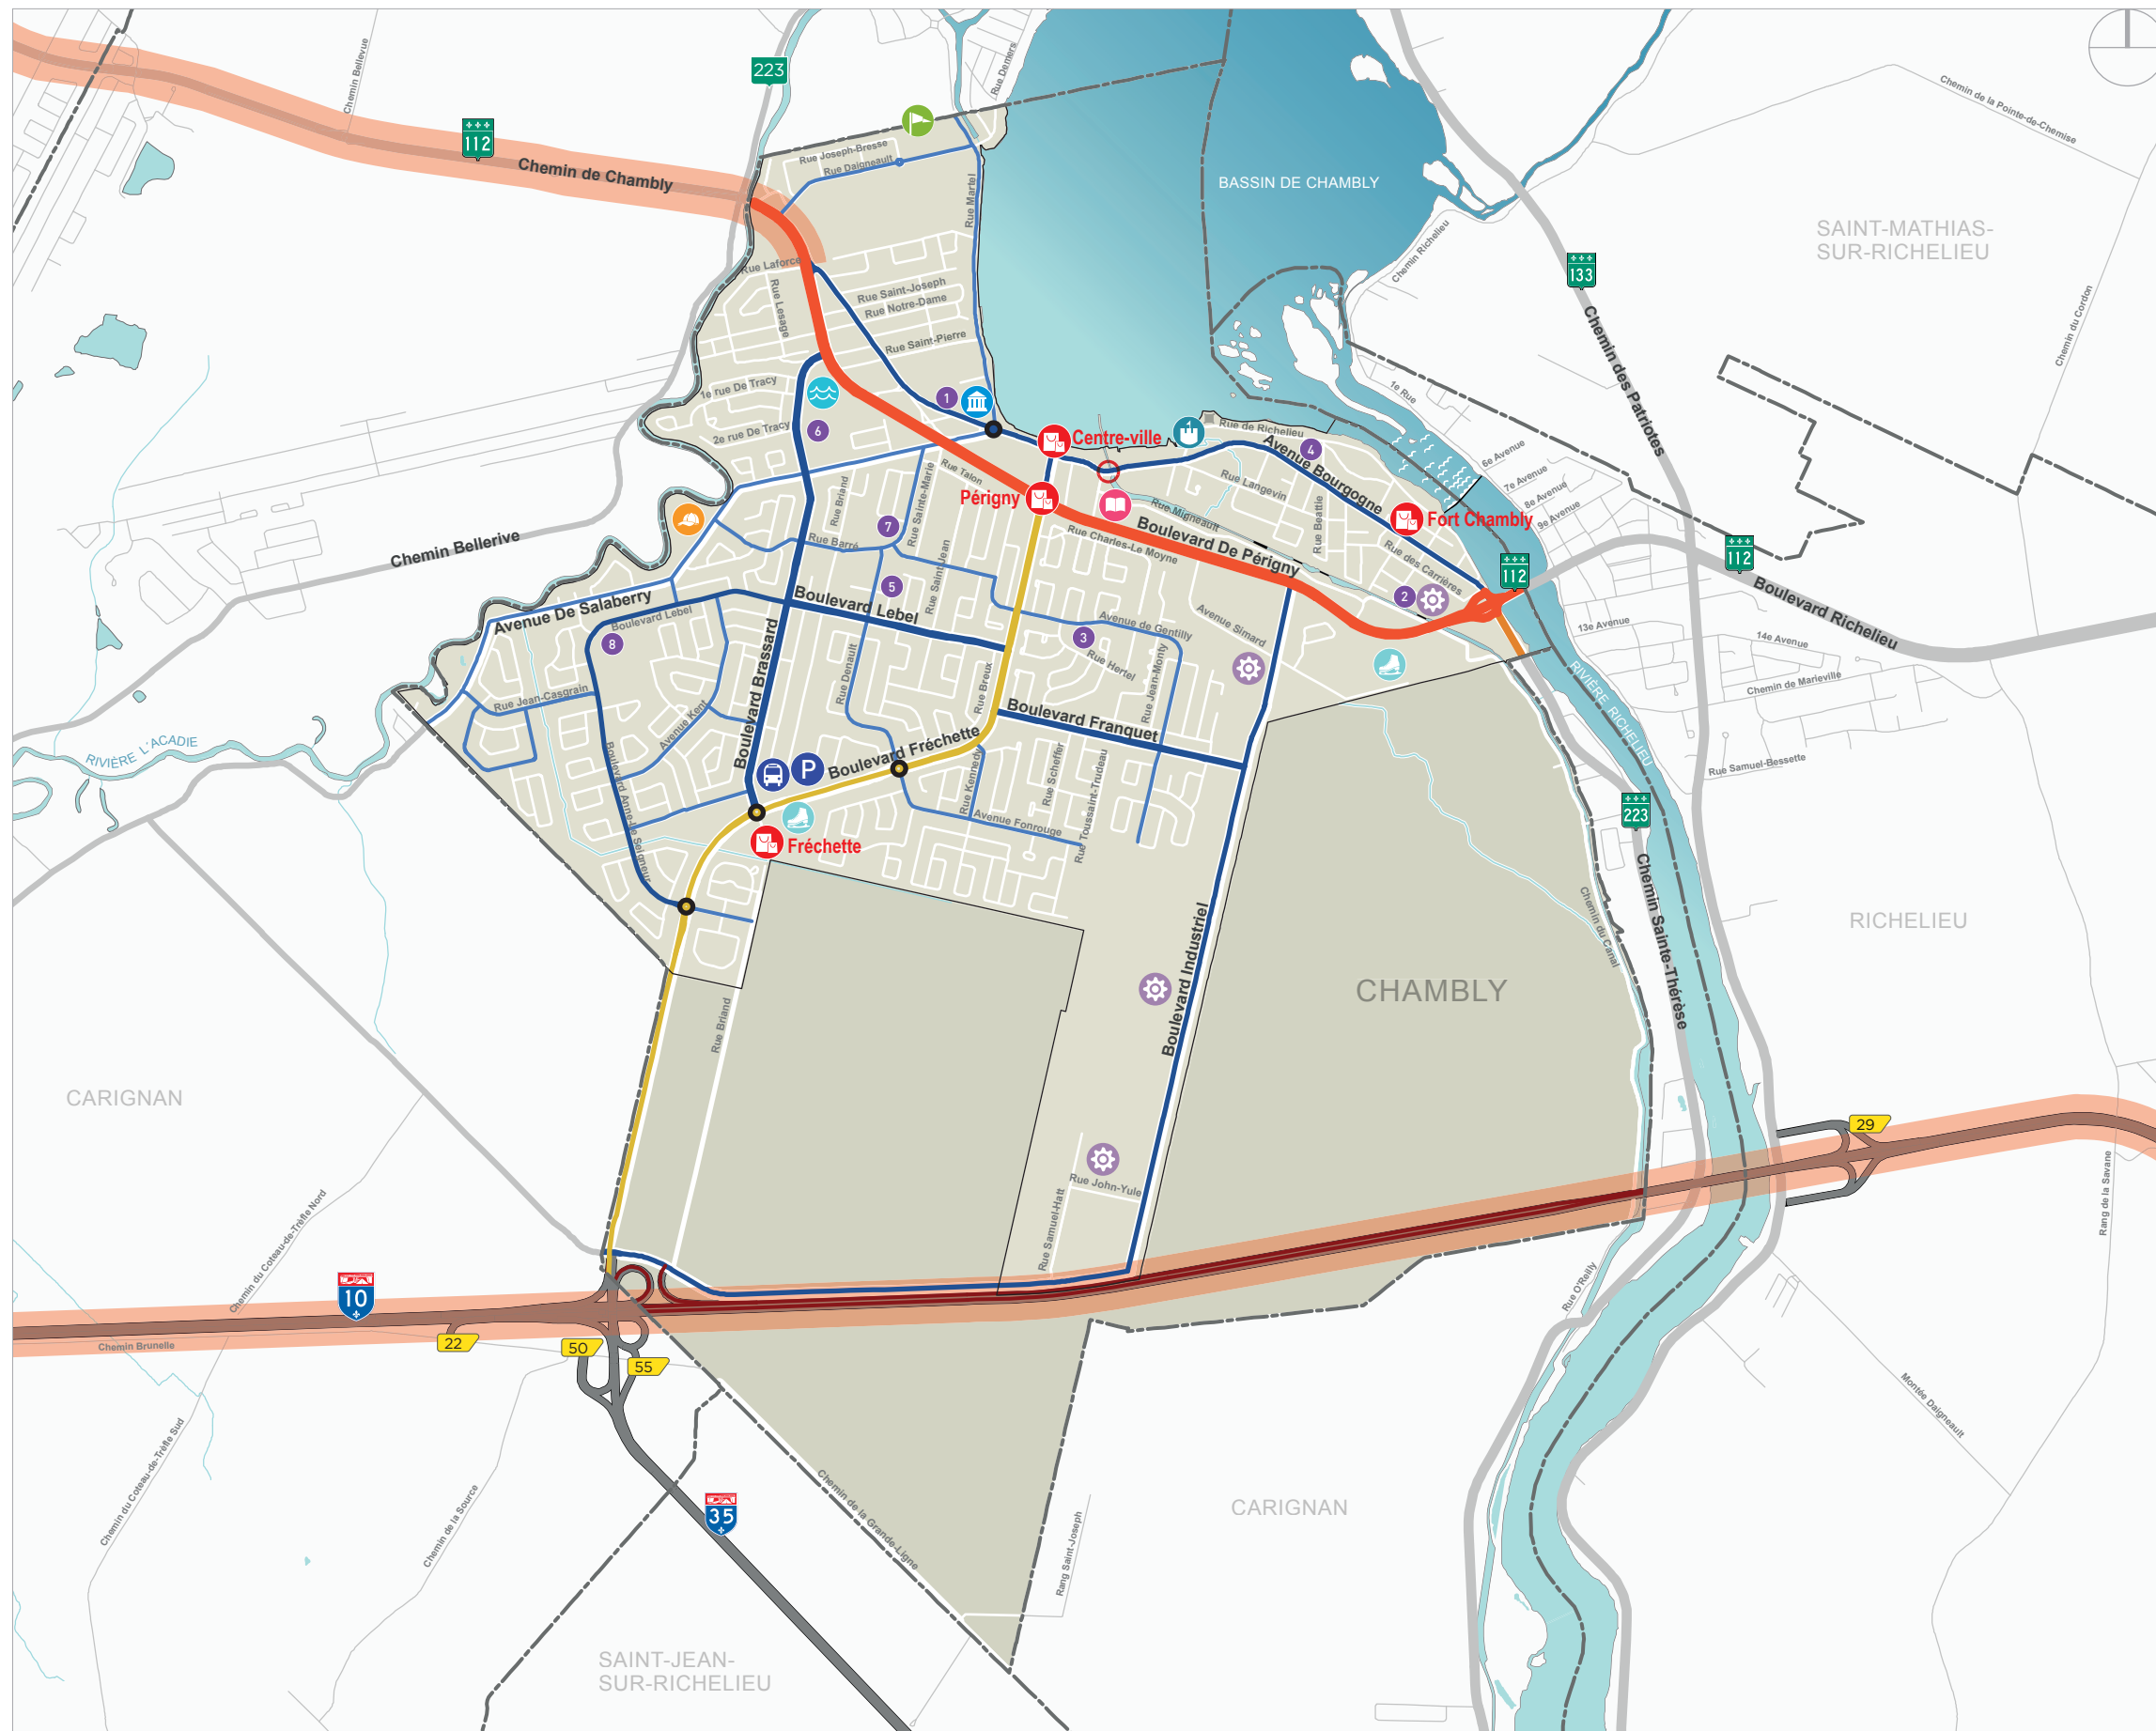 223
112
Chemin Bellevue
Chemin de Chambly
Rue Demers
Rue Joseph-Bresse
Rue Daigneault
Rue Martel
BASSIN DE CHAMBLY
Chemin de la Pointe-de-Chemise
SAINT-MATHIAS-
SUR-RICHELIEU
Chemin Richelieu
133
Chemin des Patriotes
Chemin du Cordon
Rue Laforce
Rue Lesage
Rue Saint-Joseph
Rue Notre-Dame
Rue Saint-Pierre
1e rue De Tracy
2e rue De Tracy
1
6
Centre-ville
Rue de Richelieu
Avenue Bourgogne
4
1e Rue
6e Avenue
7e Avenue
8e Avenue
9e Avenue
Rue Talon
Périgny
Rue Langevin
Rue Beattie
Rue Migneault
Boulevard De Périgny
Rue Charles-Le Moyne
Fort Chambly
Rue des Carrières
112
112
Boulevard Richelieu
Chemin Bellerive
Rue Briand
Rue Sainte-Marie
7
Rue Barré
Rue Saint-Jean
5
2
Avenue De Salaberry
Boulevard Lebel
Boulevard Lebel
8
Avenue de Gentilly
3
Rue Hertel
Avenue Simard
Rue Jean-Monty
13e Avenue
14e Avenue
Chemin de Marieville
Rue Samuel-Bessette
RIVIÈRE RICHELIEU
Rue Jean-Casgrain
Avenue Kent
Boulevard Brassard
Rue Denault
Rue Breux
Boulevard Franquet
RIVIÈRE L'ACADIE
Boulevard Anne-Le Seigneur
P
Boulevard Fréchette
Rue Kennedy
Rue Scheffer
Rue Toussaint-Trudeau
Avenue Fonrouge
Fréchette
223
Chemin Sainte-Thérèse
Chemin du Canal
RICHELIEU
Boulevard Industriel
CHAMBLY
Rue Briand
CARIGNAN
29
Rue John-Yule
Rue Samuel-Hatt
Rang de la Savane
Chemin du Coteau-de-Trèfle Nord
10
Chemin Brunelle
22
50
55
Rue O'Reilly
Montée Daigneault
Chemin du Coteau-de-Trèfle Sud
Chemin de la Source
35
Chemin de la Grande-Ligne
Rang Saint-Joseph
CARIGNAN
SAINT-JEAN-
SUR-RICHELIEU